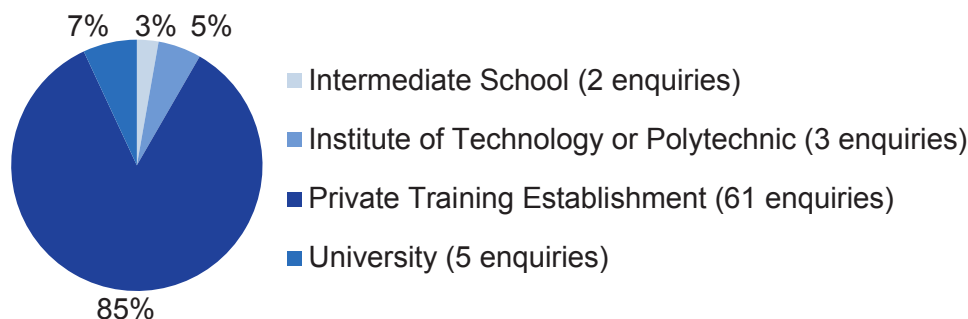 7% 3% 5%
Intermediate School (2 enquiries)
Institute of Technology or Polytechnic (3 enquiries)
Private Training Establishment (61 enquiries)
University (5 enquiries)
85%